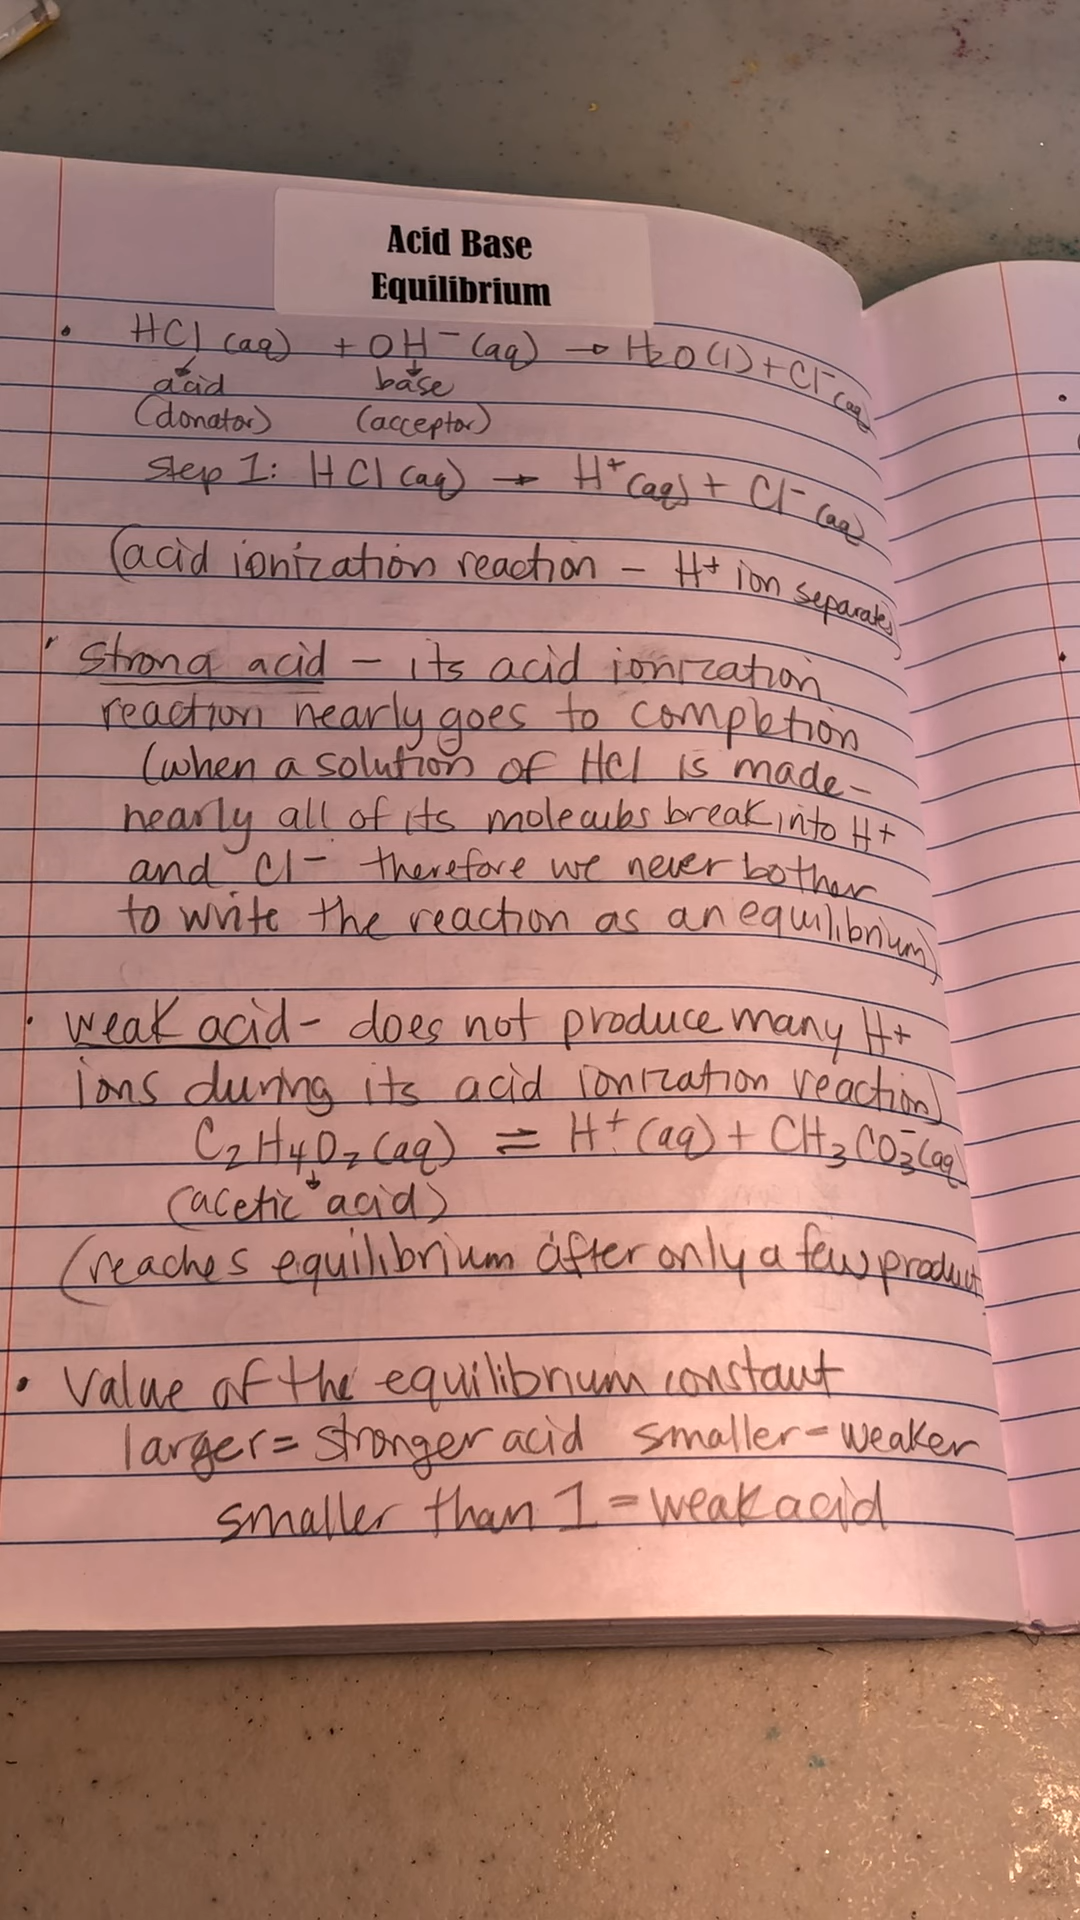 Acid Base
Equilibrium
• HCl (aq) + OH⁻ (aq) → H₂O (l) + Cl⁻ (aq)
acid base
(donator) (acceptor)
Step 1: HCl (aq) → H⁺ (aq) + Cl⁻ (aq)
(acid ionization reaction – H⁺ ion separates)
• strong acid – its acid ionization
reaction nearly goes to completion
(when a solution of HCl is made –
nearly all of its molecules break into H+
and Cl⁻ therefore we never bother
to write the reaction as an equilibrium)
• weak acid – does not produce many H+
ions during its acid ionization reaction)
C₂H₄O₂ (aq) ⇌ H⁺ (aq) + CH₃CO₃⁻ (aq)
(acetic acid)
(reaches equilibrium after only a few product
• Value of the equilibrium constant
larger = stronger acid smaller = weaker
smaller than 1 = weak acid